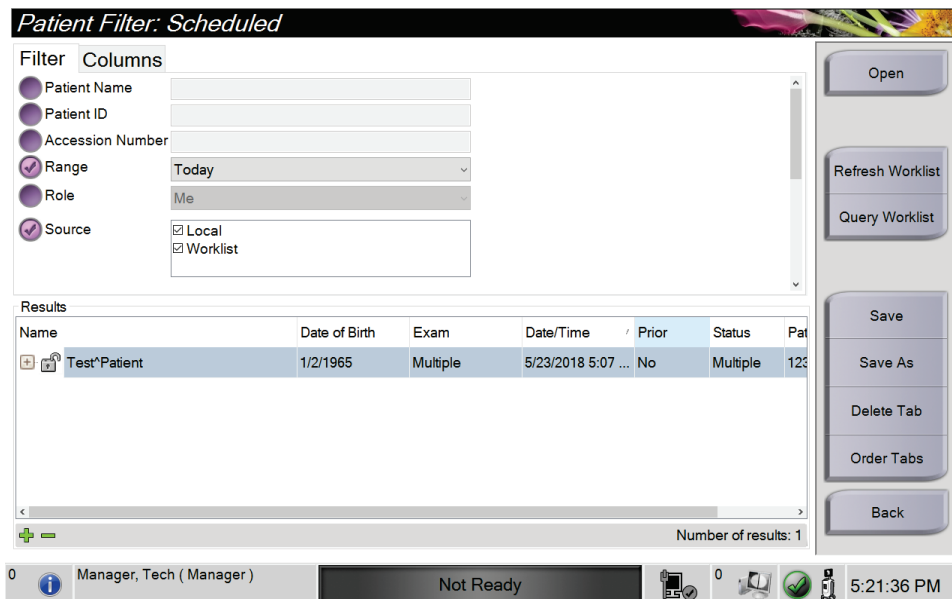 Patient Filter: Scheduled
Filter Columns
Open
Patient Name
Patient ID
Accession Number
Range Today
Refresh Worklist
Role Me
Query Worklist
Source Local
Worklist
Results
Save
Name Date of Birth Exam Date/Time Prior Status Pat
Test^Patient 1/2/1965 Multiple 5/23/2018 5:07 ... No Multiple 123
Save As
Delete Tab
Order Tabs
Back
Number of results: 1
0 Manager, Tech ( Manager ) Not Ready 0 5:21:36 PM